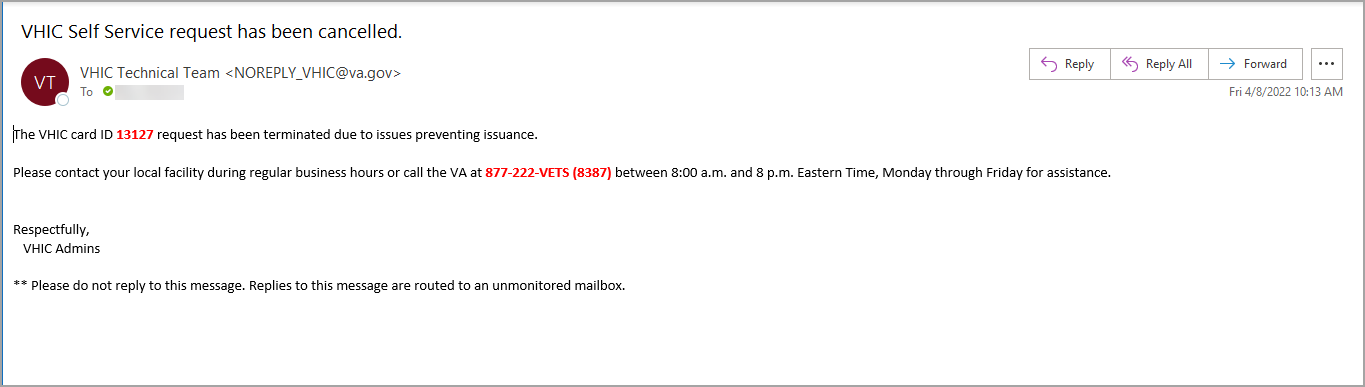 VHIC Self Service request has been cancelled.
VT
VHIC Technical Team <NOREPLY_VHIC@va.gov>
To
Reply
Reply All
Forward
Fri 4/8/2022 10:13 AM
The VHIC card ID 13127 request has been terminated due to issues preventing issuance.
Please contact your local facility during regular business hours or call the VA at 877-222-VETS (8387) between 8:00 a.m. and 8 p.m. Eastern Time, Monday through Friday for assistance.
Respectfully,
VHIC Admins
** Please do not reply to this message. Replies to this message are routed to an unmonitored mailbox.